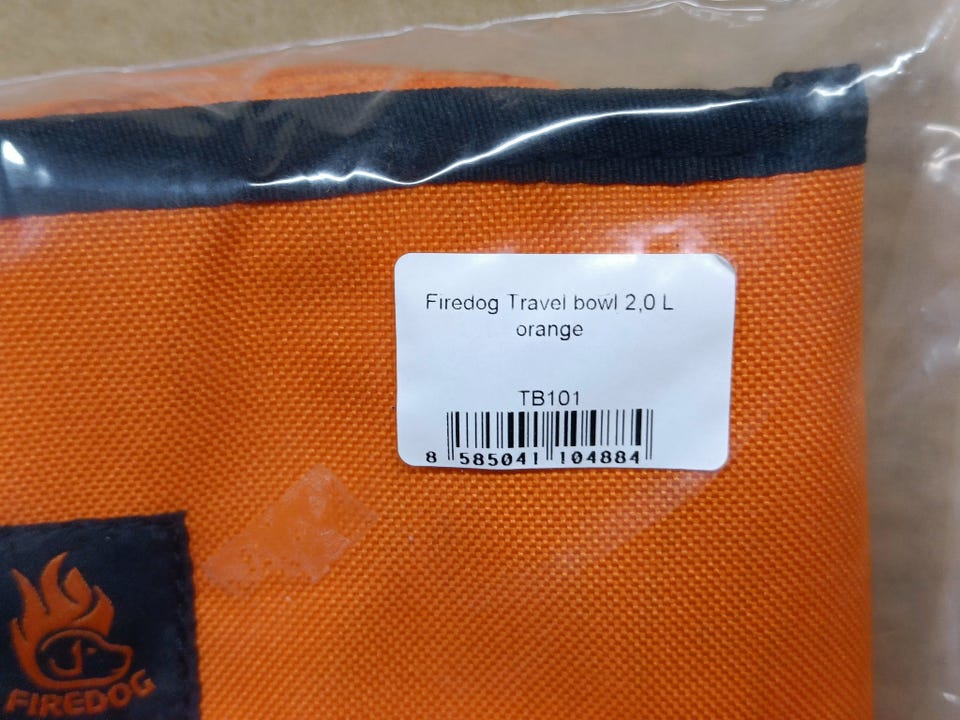 Firedog Travel bowl 2,0 L
orange
TB101
8 585041 104884
FIREDOG